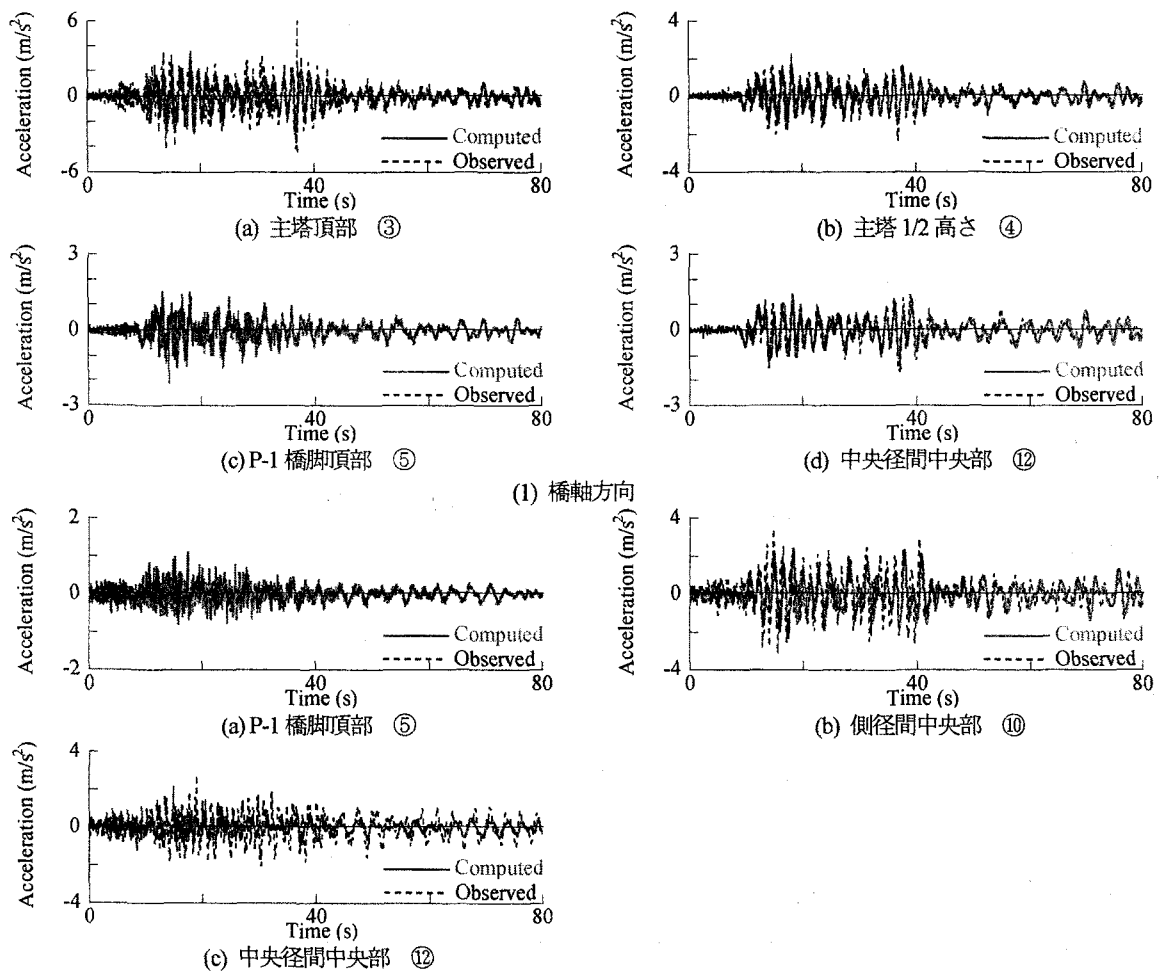 Acceleration (m/s²)
6
0
-6
Computed
Observed
0 40 80
Time (s)
(a) 主塔頂部 ③
Acceleration (m/s²)
4
0
-4
Computed
Observed
0 40 80
Time (s)
(b) 主塔 1/2 高さ ④
Acceleration (m/s²)
3
0
-3
Computed
Observed
0 40 80
Time (s)
(c) P-1 橋脚頂部 ⑤
Acceleration (m/s²)
3
0
-3
Computed
Observed
0 40 80
Time (s)
(d) 中央径間中央部 ⑫
(1) 橋軸方向
Acceleration (m/s²)
2
0
-2
Computed
Observed
0 40 80
Time (s)
(a) P-1 橋脚頂部 ⑤
Acceleration (m/s²)
4
0
-4
Computed
Observed
0 40 80
Time (s)
(b) 側径間中央部 ⑩
Acceleration (m/s²)
4
0
-4
Computed
Observed
0 40 80
Time (s)
(c) 中央径間中央部 ⑫